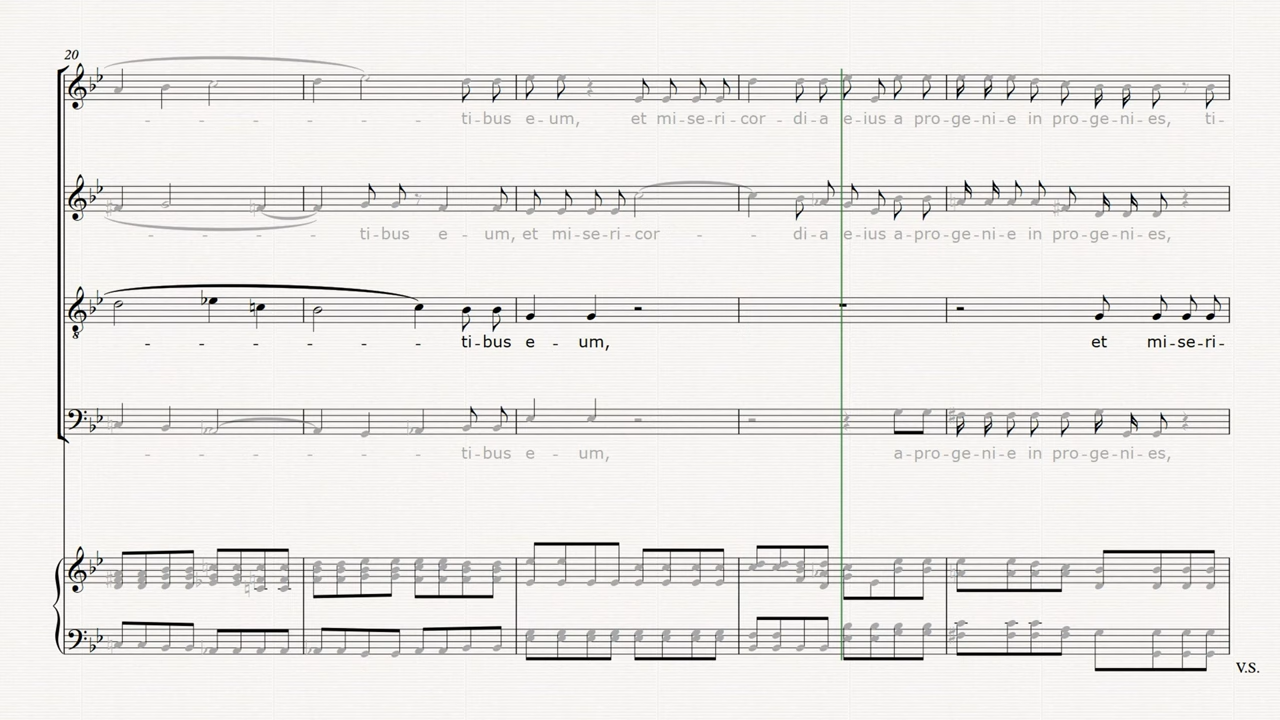 20
- - - - - - ti-bus e-um, et mi-se-ri-cor - di-a e-ius a pro-ge-ni-e in pro-ge-ni-es, ti-
- - - - - tibus e - um, et mi-se-ri-cor - - di-a e-ius a-pro-ge-ni-e in pro-ge-ni-es,
- - - - - - tibus e - um, et mi-se-ri-
- - - - - - tibus e - um, a-pro-ge-ni-e in pro-ge-ni-es,
V.S.